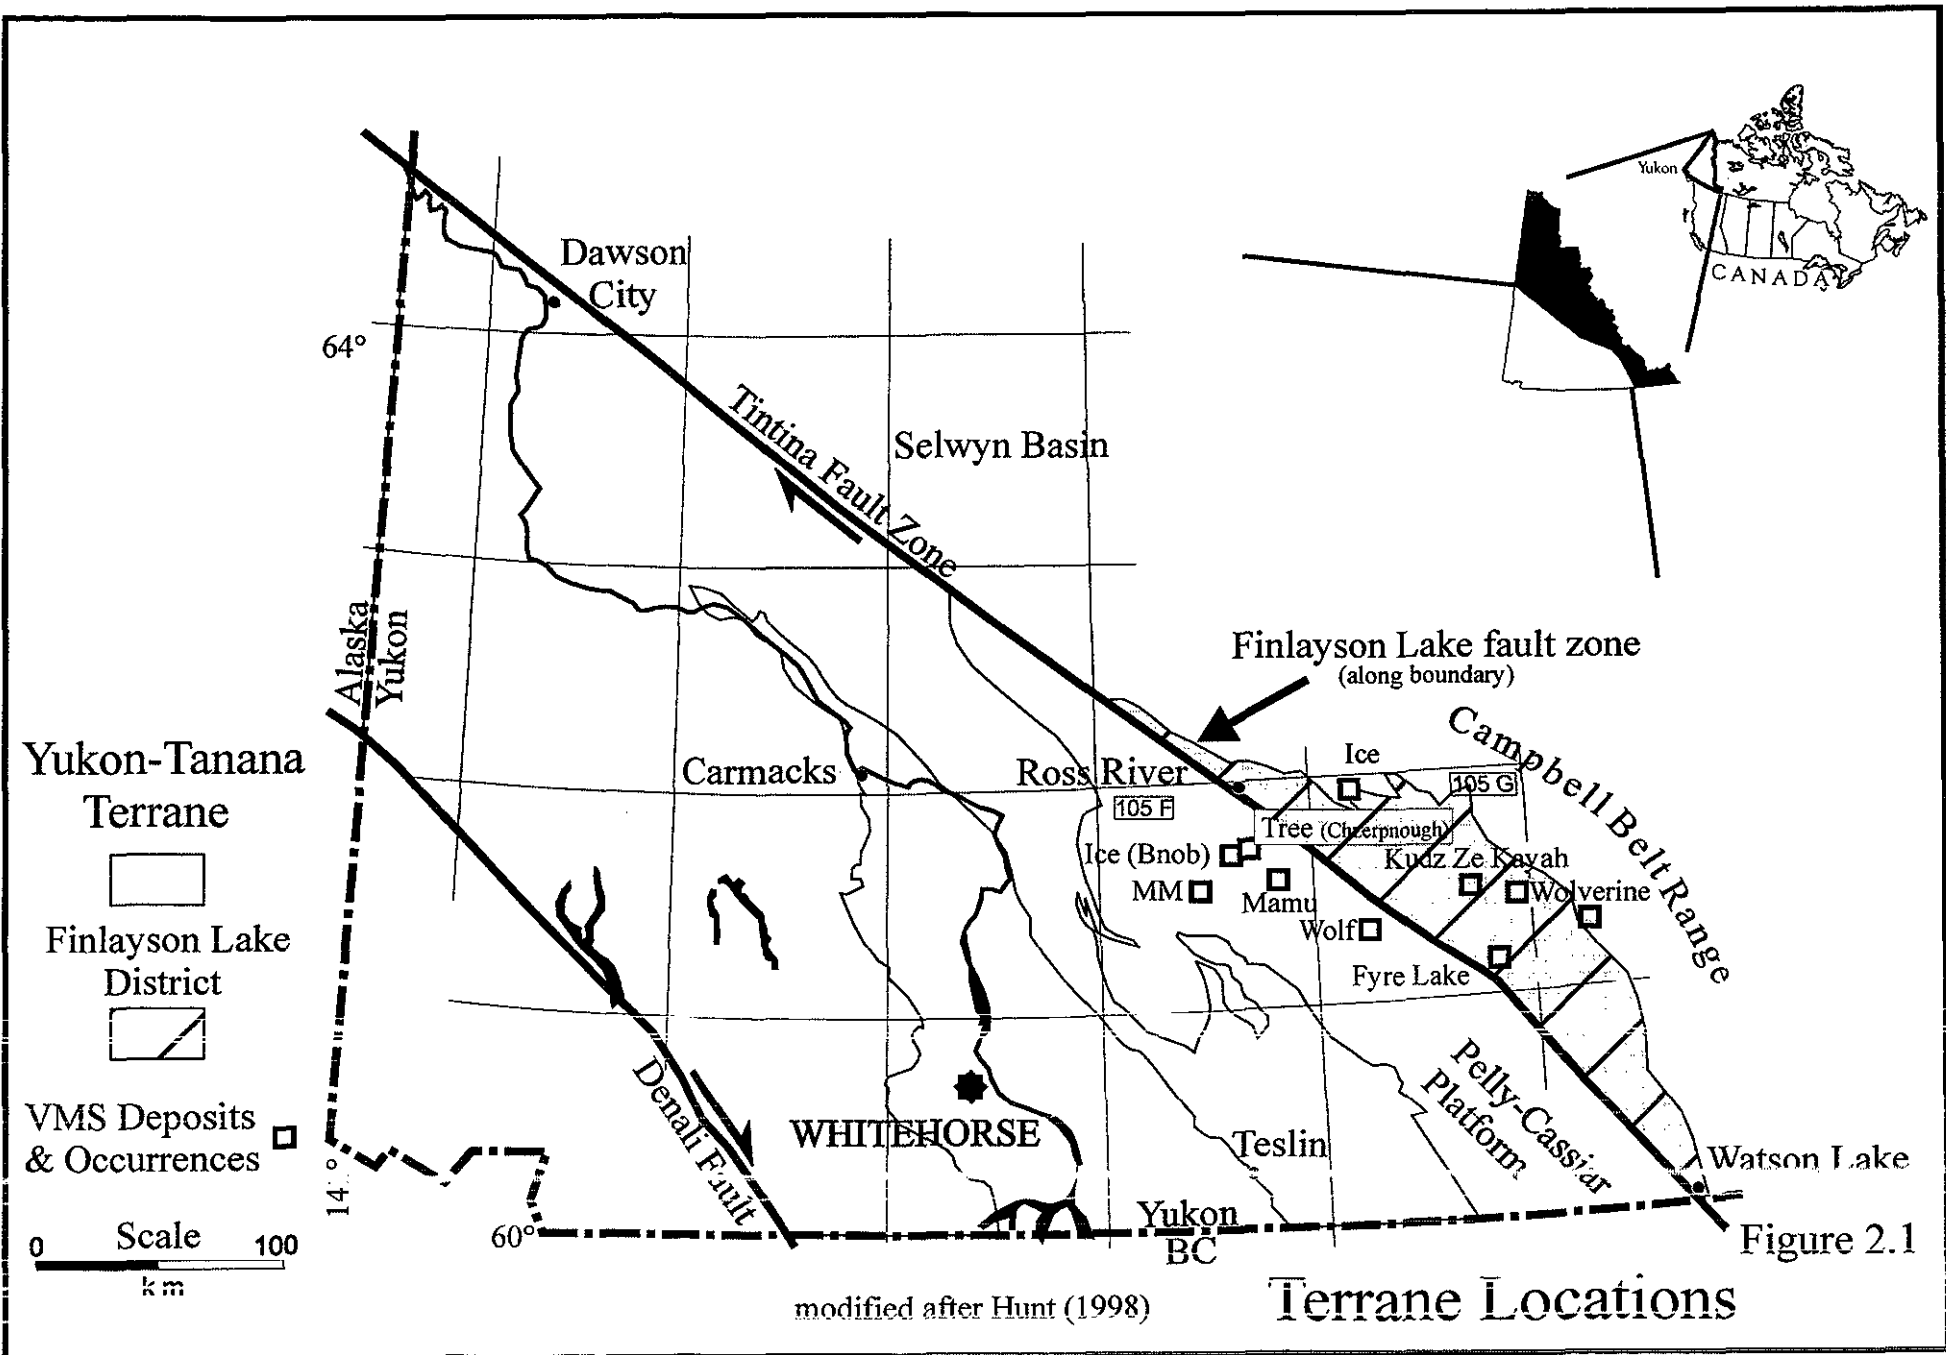 Yukon
CANADA
Dawson
City
64°
Tintina Fault Zone
Selwyn Basin
Alaska
Yukon
Finlayson Lake fault zone
(along boundary)
Campbell Belt Range
Yukon-Tanana
Terrane
Finlayson Lake
District
VMS Deposits
& Occurrences
Scale
0 100
km
Carmacks
Ross River
105 F
Ice
105 G
Tree (Cheerpnough)
Ice (Bnob)
Kudz Ze Kayah
MM
Mamu
Wolverine
Wolf
Fyre Lake
Denali Fault
WHITEHORSE
Teslin
Pelly-Cassiar
Platform
Watson Lake
60°
Yukon
BC
Figure 2.1
modified after Hunt (1998)
Terrane Locations